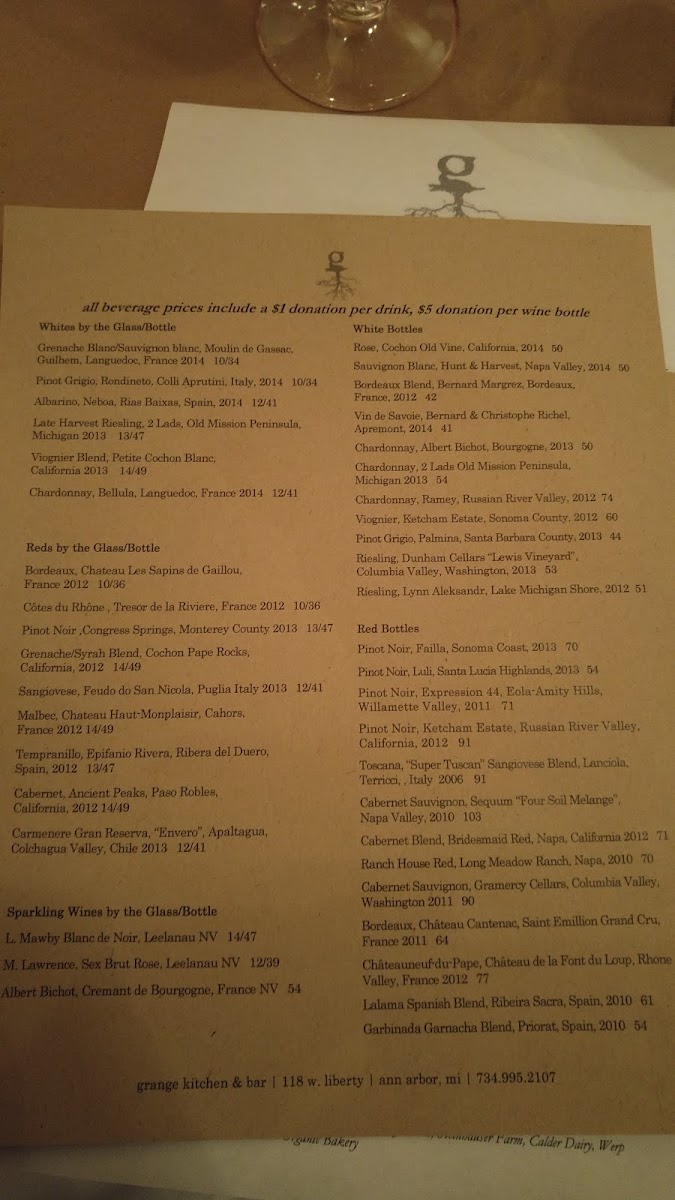 g
g
all beverage prices include a $1 donation per drink, $5 donation per wine bottle
Whites by the Glass/Bottle
Grenache Blanc/Sauvignon blanc, Moulin de Gassac,
Guilhem, Languedoc, France 2014 10/34
Pinot Grigio, Rondineto, Colli Aprutini, Italy, 2014 10/34
Albarino, Neboa, Rias Baixas, Spain, 2014 12/41
Late Harvest Riesling, 2 Lads, Old Mission Peninsula,
Michigan 2013 13/47
Viognier Blend, Petite Cochon Blanc,
California 2013 14/49
Chardonnay, Bellula, Languedoc, France 2014 12/41
Reds by the Glass/Bottle
Bordeaux, Chateau Les Sapins de Gaillou,
France 2012 10/36
Côtes du Rhône , Tresor de la Riviere, France 2012 10/36
Pinot Noir ,Congress Springs, Monterey County 2013 13/47
Grenache/Syrah Blend, Cochon Pape Rocks,
California, 2012 14/49
Sangiovese, Feudo do San Nicola, Puglia Italy 2013 12/41
Malbec, Chateau Haut-Monplaisir, Cahors,
France 2012 14/49
Tempranillo, Epifanio Rivera, Ribera del Duero,
Spain, 2012 13/47
Cabernet, Ancient Peaks, Paso Robles,
California, 2012 14/49
Carmenere Gran Reserva, “Envero”, Apaltagua,
Colchagua Valley, Chile 2013 12/41
Sparkling Wines by the Glass/Bottle
L. Mawby Blanc de Noir, Leelanau NV 14/47
M. Lawrence, Sex Brut Rose, Leelanau NV 12/39
Albert Bichot, Cremant de Bourgogne, France NV 54
White Bottles
Rose, Cochon Old Vine, California, 2014 50
Sauvignon Blanc, Hunt & Harvest, Napa Valley, 2014 50
Bordeaux Blend, Bernard Margrez, Bordeaux,
France, 2012 42
Vin de Savoie, Bernard & Christophe Richel,
Apremont, 2014 41
Chardonnay, Albert Bichot, Bourgogne, 2013 50
Chardonnay, 2 Lads Old Mission Peninsula,
Michigan 2013 54
Chardonnay, Ramey, Russian River Valley, 2012 74
Viognier, Ketcham Estate, Sonoma County, 2012 60
Pinot Grigio, Palmina, Santa Barbara County, 2013 44
Riesling, Dunham Cellars “Lewis Vineyard”,
Columbia Valley, Washington, 2013 53
Riesling, Lynn Aleksandr, Lake Michigan Shore, 2012 51
Red Bottles
Pinot Noir, Failla, Sonoma Coast, 2013 70
Pinot Noir, Luli, Santa Lucia Highlands, 2013 54
Pinot Noir, Expression 44, Eola-Amity Hills,
Willamette Valley, 2011 71
Pinot Noir, Ketcham Estate, Russian River Valley,
California, 2012 91
Toscana, “Super Tuscan” Sangiovese Blend, Lanciola,
Terricci, , Italy 2006 91
Cabernet Sauvignon, Sequum “Four Soil Melange”,
Napa Valley, 2010 103
Cabernet Blend, Bridesmaid Red, Napa, California 2012 71
Ranch House Red, Long Meadow Ranch, Napa, 2010 70
Cabernet Sauvignon, Gramercy Cellars, Columbia Valley,
Washington 2011 90
Bordeaux, Château Cantenac, Saint Emillion Grand Cru,
France 2011 64
Châteauneuf-du-Pape, Château de la Font du Loup, Rhone
Valley, France 2012 77
Lalama Spanish Blend, Ribeira Sacra, Spain, 2010 61
Garbinada Garnacha Blend, Priorat, Spain, 2010 54
grange kitchen & bar | 118 w. liberty | ann arbor, mi | 734.995.2107
Bakery
Farm, Calder Dairy, Werp